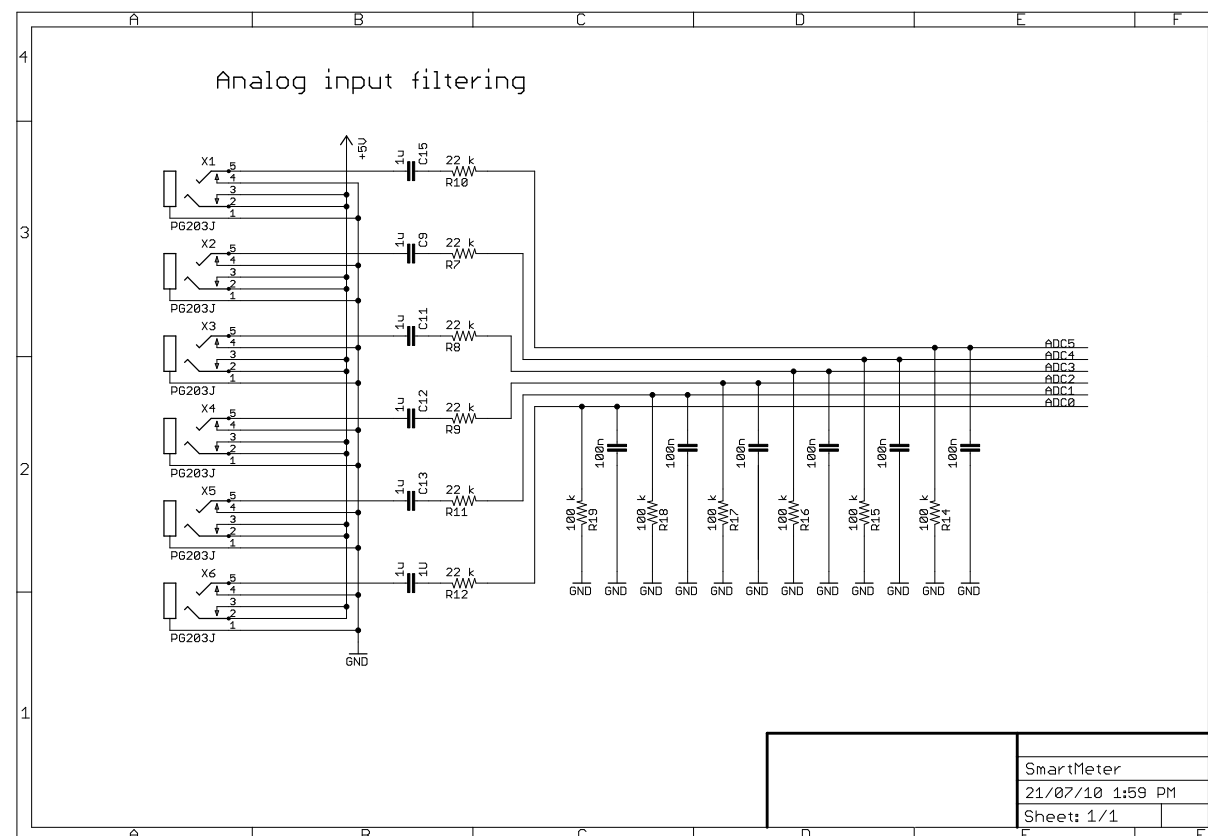 A B C D E F
4
Analog input filtering
+5V
X1 5 4 3 2 1 PG203J
1u C15 22 k R10
3
X2 5 4 3 2 1 PG203J
1u C9 22 k R7
X3 5 4 3 2 1 PG203J
1u C11 22 k R8
ADC5
ADC4
ADC3
ADC2
ADC1
ADC0
X4 5 4 3 2 1 PG203J
1u C12 22 k R9
2
100n 100n 100n 100n 100n 100n
X5 5 4 3 2 1 PG203J
1u C13 22 k R11
100 k R19 100 k R18 100 k R17 100 k R16 100 k R15 100 k R14
X6 5 4 3 2 1 PG203J
1u 1U 22 k R12
GND GND GND GND GND GND GND GND GND GND GND GND
GND
1
SmartMeter
21/07/10 1:59 PM
Sheet: 1/1
A B C D E F